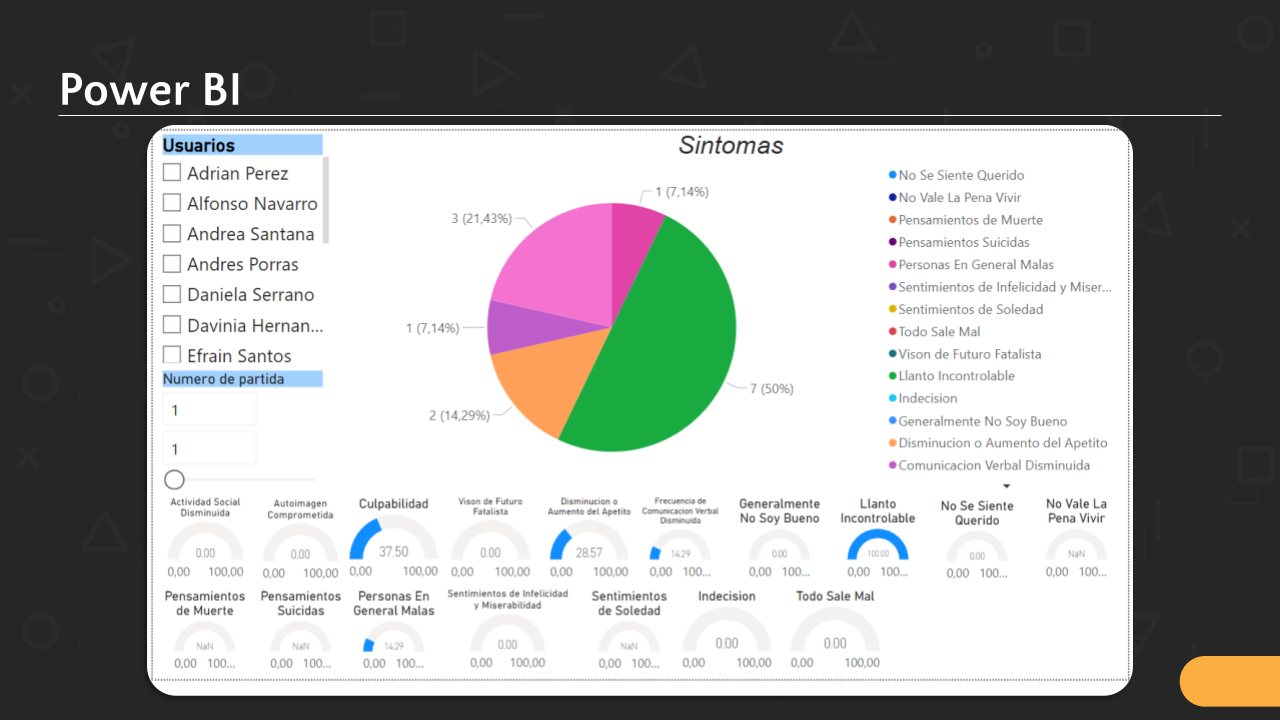 Power BI
Usuarios
Adrian Perez
Alfonso Navarro
Andrea Santana
Andres Porras
Daniela Serrano
Davinia Hernan...
Efrain Santos
Numero de partida
1
1
Sintomas
1 (7,14%)
3 (21,43%)
1 (7,14%)
2 (14,29%)
7 (50%)
No Se Siente Querido
No Vale La Pena Vivir
Pensamientos de Muerte
Pensamientos Suicidas
Personas En General Malas
Sentimientos de Infelicidad y Miser...
Sentimientos de Soledad
Todo Sale Mal
Vison de Futuro Fatalista
Llanto Incontrolable
Indecision
Generalmente No Soy Bueno
Disminucion o Aumento del Apetito
Comunicacion Verbal Disminuida
Actividad Social
Disminuida
0.00
0,00 100,00
Autoimagen
Comprometida
0.00
0,00 100,00
Culpabilidad
37.50
0,00 100,00
Vison de Futuro
Fatalista
0.00
0,00 100,00
Disminucion o
Aumento del Apetito
28.57
0,00 100,00
Frecuencia de
Comunicacion Verbal
Disminuida
14.29
0,00 100...
Generalmente
No Soy Bueno
0.00
0,00 100...
Llanto
Incontrolable
100.00
0,00 100...
No Se Siente
Querido
0.00
0,00 100...
No Vale La
Pena Vivir
NaN
0,00 100...
Pensamientos
de Muerte
NaN
0,00 100...
Pensamientos
Suicidas
NaN
0,00 100...
Personas En
General Malas
14.29
0,00 100...
Sentimientos de Infelicidad
y Miserabilidad
0.00
0,00 100,00
Sentimientos
de Soledad
NaN
0,00 100...
Indecision
0.00
0,00 100,00
Todo Sale Mal
0.00
0,00 100,00